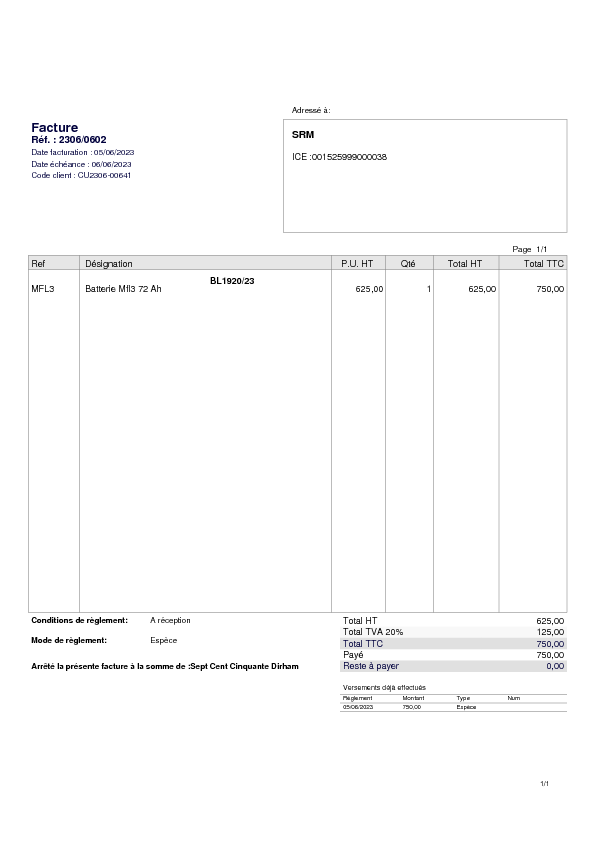 Adressé à:
Facture
Réf. : 2306/0602
Date facturation : 05/06/2023
Date échéance : 06/06/2023
Code client : CU2306-00641
SRM
ICE :001525999000038
Page 1/1
Ref Désignation P.U. HT Qté Total HT Total TTC
BL1920/23
MFL3 Batterie Mfl3 72 Ah 625,00 1 625,00 750,00
Conditions de règlement: A réception
Mode de règlement: Espèce
Arrêté la présente facture à la somme de :Sept Cent Cinquante Dirham
Total HT 625,00
Total TVA 20% 125,00
Total TTC 750,00
Payé 750,00
Reste à payer 0,00
Versements déjà effectués
Règlement Montant Type Num
05/06/2023 750,00 Espèce
1/1